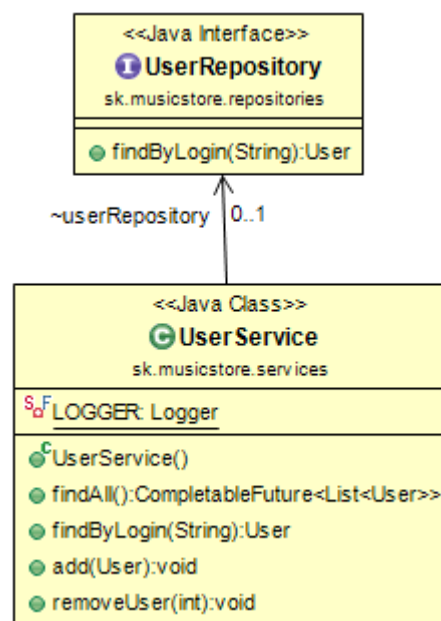 <<Java Interface>>
I UserRepository
sk.musicstore.repositories
findByLogin(String):User
~userRepository 0..1
<<Java Class>>
C UserService
sk.musicstore.services
S F LOGGER: Logger
C UserService()
findAll():CompletableFuture<List<User>>
findByLogin(String):User
add(User):void
removeUser(int):void